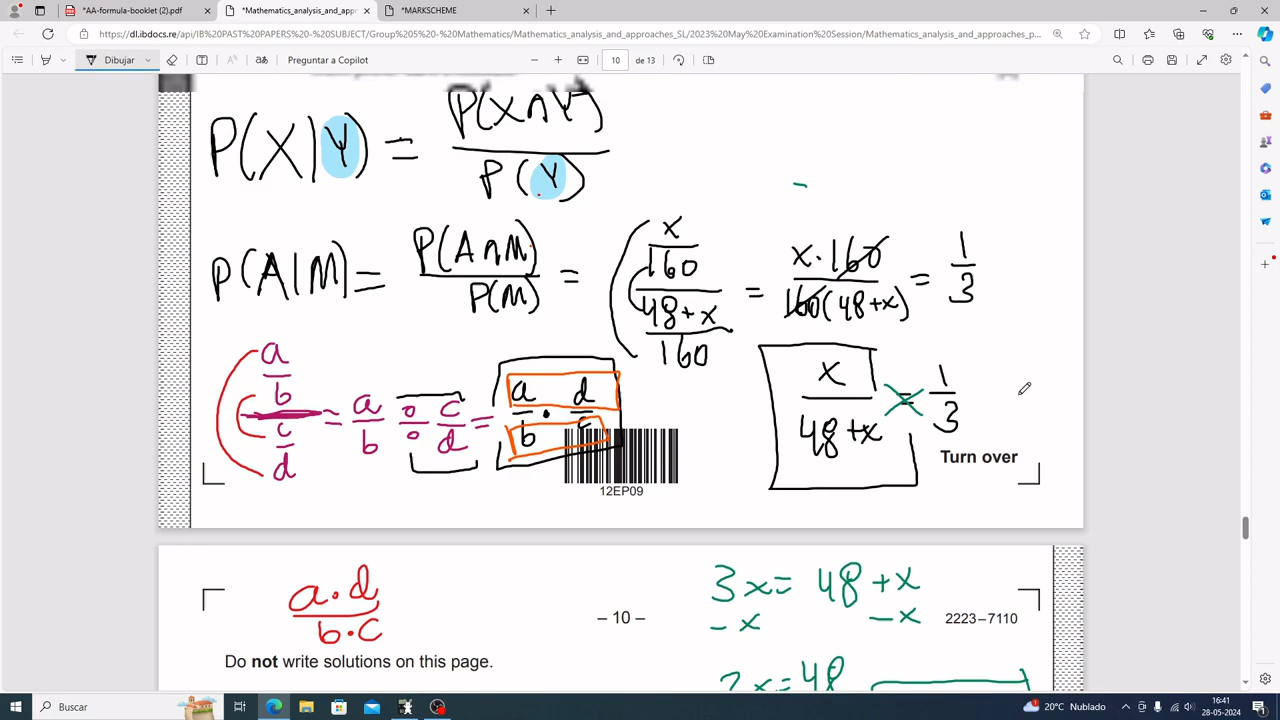 *AA-formula-booklet (2).pdf
*Mathematics_analysis_and_app
*MARKSCHEME
https://dl.ibdocs.re/api/IB%20PAST%20PAPERS%20-%20SUBJECT/Group%205%20-%20Mathematics/Mathematics_analysis_and_approaches_SL/2023%20May%20Examination%20Session/Mathematics_analysis_and_approaches_p...
Dibujar
Preguntar a Copilot
10 de 13
P(X|Y) = P(X∩Y) / P(Y)
P(A|M) = P(A∩M) / P(M) = (x/160) / ((48+x)/160) = x·160 / 160(48+x) = 1/3
(a/b) / (c/d) = a/b ÷ c/d = a/b · d/c
x / 48+x = 1/3
Turn over
12EP09
a·d / b·c
3x = 48 + x
-x -x
– 10 –
2223–7110
Do not write solutions on this page.
2x = 48
Buscar
20°C Nublado
16:41
28-05-2024